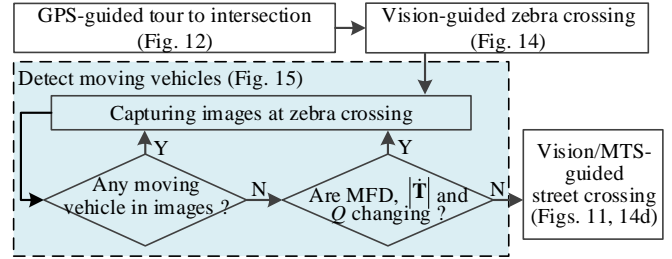 GPS-guided tour to intersection
(Fig. 12)
Vision-guided zebra crossing
(Fig. 14)
Detect moving vehicles (Fig. 15)
Capturing images at zebra crossing
Y
Y
Any moving
vehicle in images ?
N
Are MFD, |Ṫ| and
Q changing ?
N
Vision/MTS-
guided
street crossing
(Figs. 11, 14d)